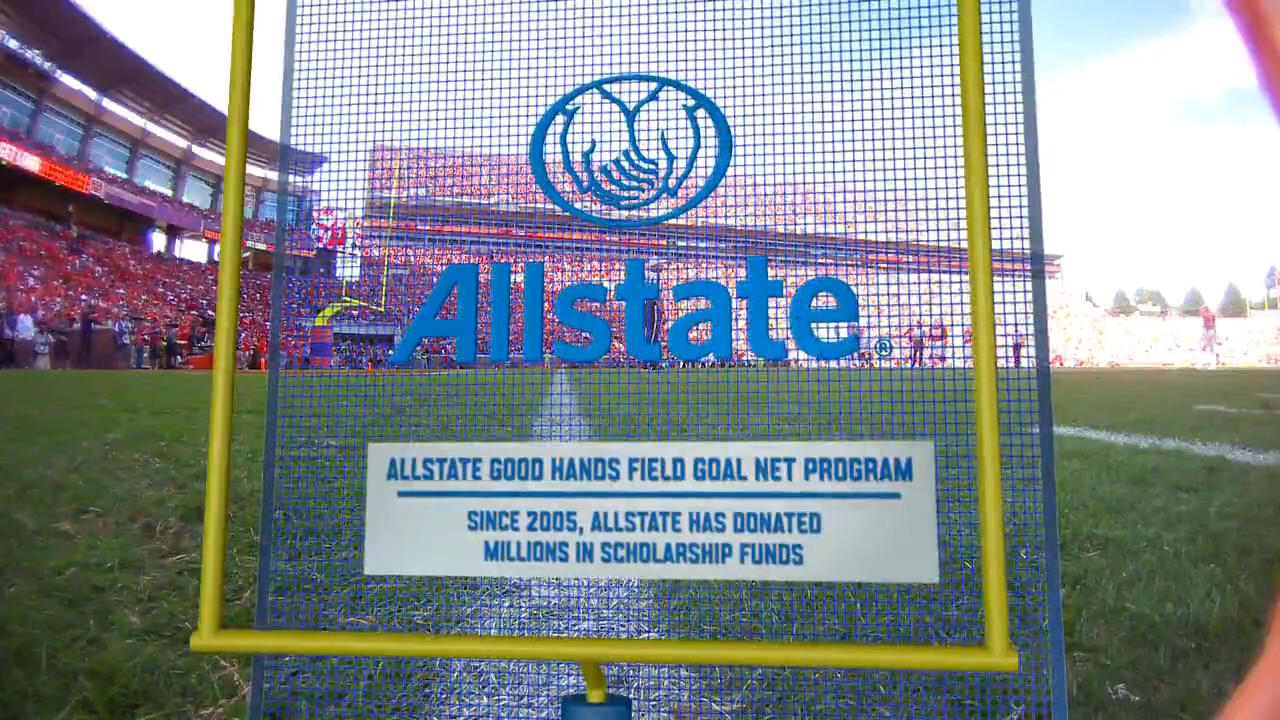 Allstate®
ALLSTATE GOOD HANDS FIELD GOAL NET PROGRAM
SINCE 2005, ALLSTATE HAS DONATED
MILLIONS IN SCHOLARSHIP FUNDS